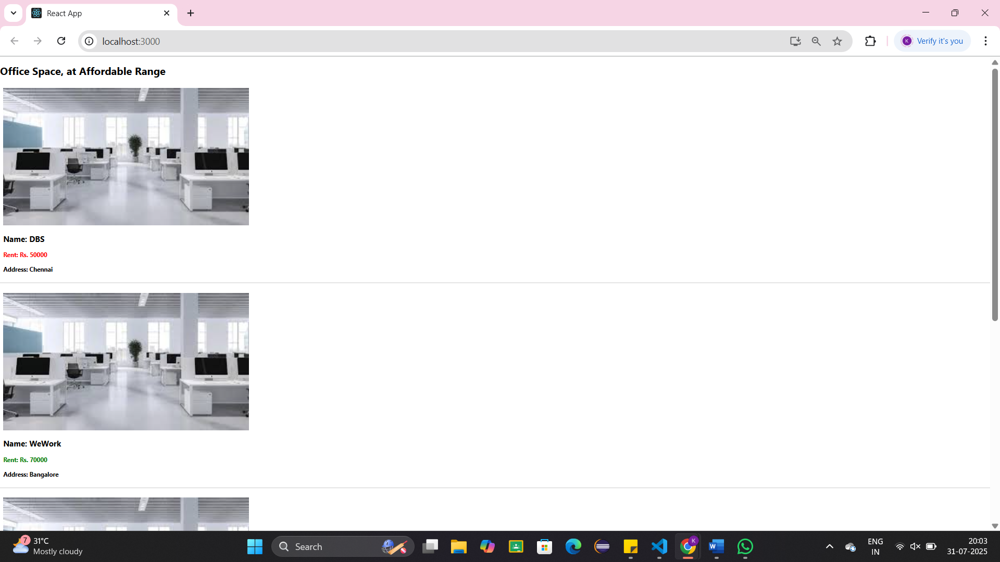 React App
localhost:3000
K
Verify it's you
Office Space, at Affordable Range
Name: DBS
Rent: Rs. 50000
Address: Chennai
Name: WeWork
Rent: Rs. 70000
Address: Bangalore
7
31°C
Mostly cloudy
Search
K
W
ENG
IN
20:03
31-07-2025